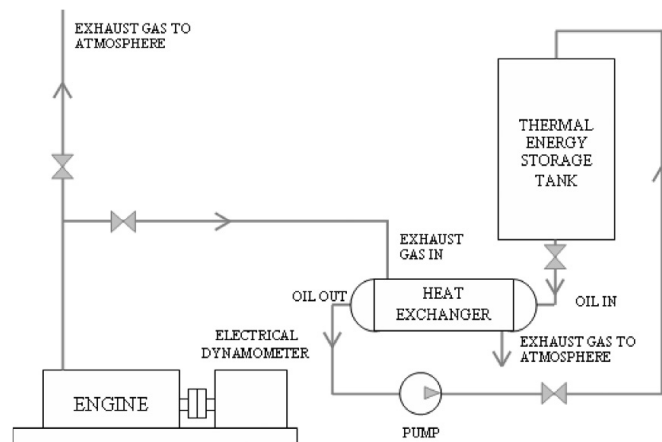 EXHAUST GAS TO
ATMOSPHERE
THERMAL
ENERGY
STORAGE
TANK
EXHAUST
GAS IN
OIL OUT
HEAT
EXCHANGER
OIL IN
EXHAUST GAS TO
ATMOSPHERE
ELECTRICAL
DYNAMOMETER
ENGINE
PUMP